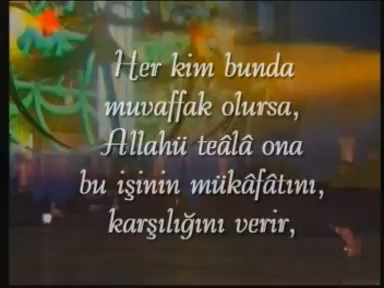 Her kim bunda
muvaffak olursa,
Allahü teâlâ ona
bu işinin mükâfâtını,
karşılığını verir,